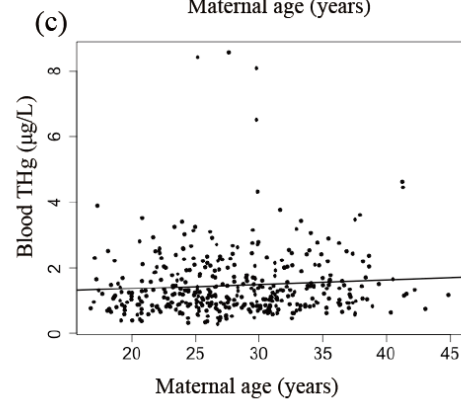 Maternal age (years)
(c)
Blood THg (μg/L)
8
6
4
2
0
20 25 30 35 40 45
Maternal age (years)